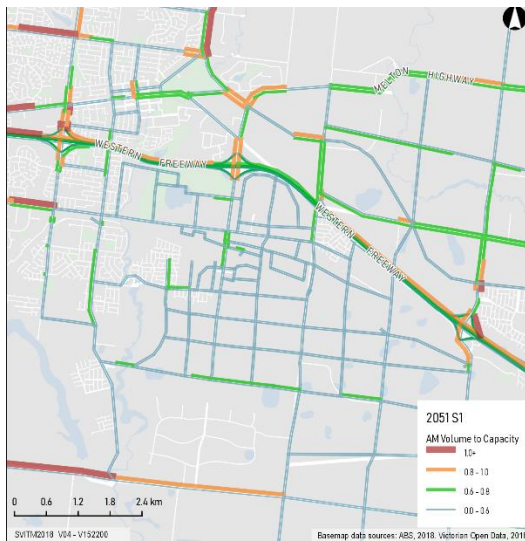 MELTON HIGHWAY
WESTERN FREEWAY
WESTERN FREEWAY
2051 S1
AM Volume to Capacity
1.0+
0.8 - 1.0
0.6 - 0.8
0.0 - 0.6
0 0.6 1.2 1.8 2.4 km
SVITM2018 V04 - V152200
Basemap data sources: ABS, 2018. Victorian Open Data, 2018